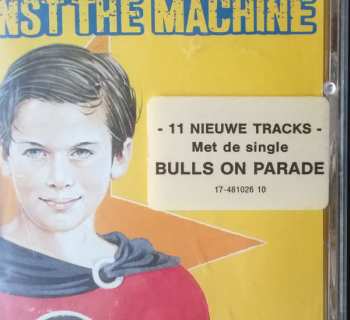 NST THE MACHINE
- 11 NIEUWE TRACKS -
Met de single
BULLS ON PARADE
17-481026 10